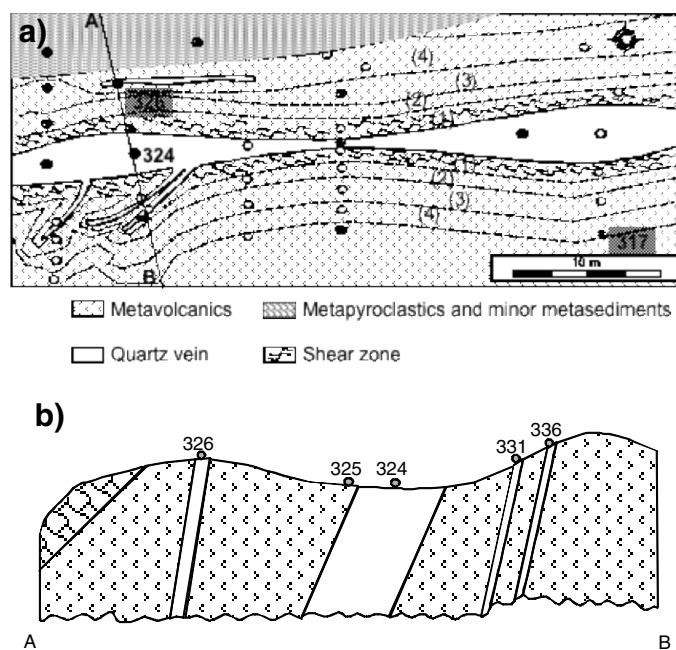 a)
A
(4)
(3)
(2)
326
(1)
324
(1)
(2)
(3)
(4)
317
10 m
B
Metavolcanics
Metapyroclastics and minor metasediments
Quartz vein
Shear zone
b)
326
325 324
331 336
A B